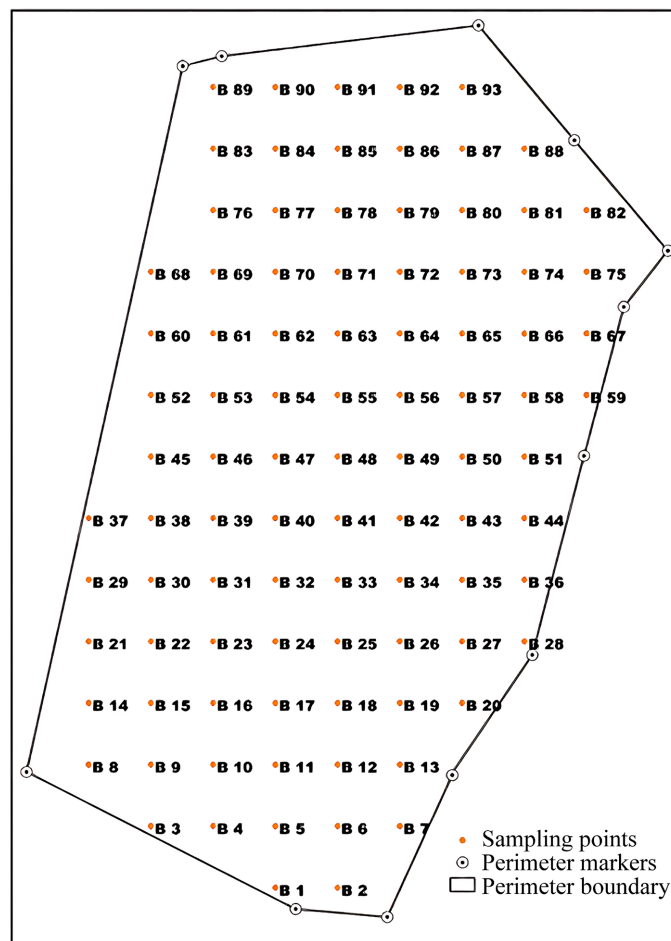 B 89 B 90 B 91 B 92 B 93
B 83 B 84 B 85 B 86 B 87 B 88
B 76 B 77 B 78 B 79 B 80 B 81 B 82
B 68 B 69 B 70 B 71 B 72 B 73 B 74 B 75
B 60 B 61 B 62 B 63 B 64 B 65 B 66 B 67
B 52 B 53 B 54 B 55 B 56 B 57 B 58 B 59
B 45 B 46 B 47 B 48 B 49 B 50 B 51
B 37 B 38 B 39 B 40 B 41 B 42 B 43 B 44
B 29 B 30 B 31 B 32 B 33 B 34 B 35 B 36
B 21 B 22 B 23 B 24 B 25 B 26 B 27 B 28
B 14 B 15 B 16 B 17 B 18 B 19 B 20
B 8 B 9 B 10 B 11 B 12 B 13
B 3 B 4 B 5 B 6 B 7
B 1 B 2
Sampling points
Perimeter markers
Perimeter boundary